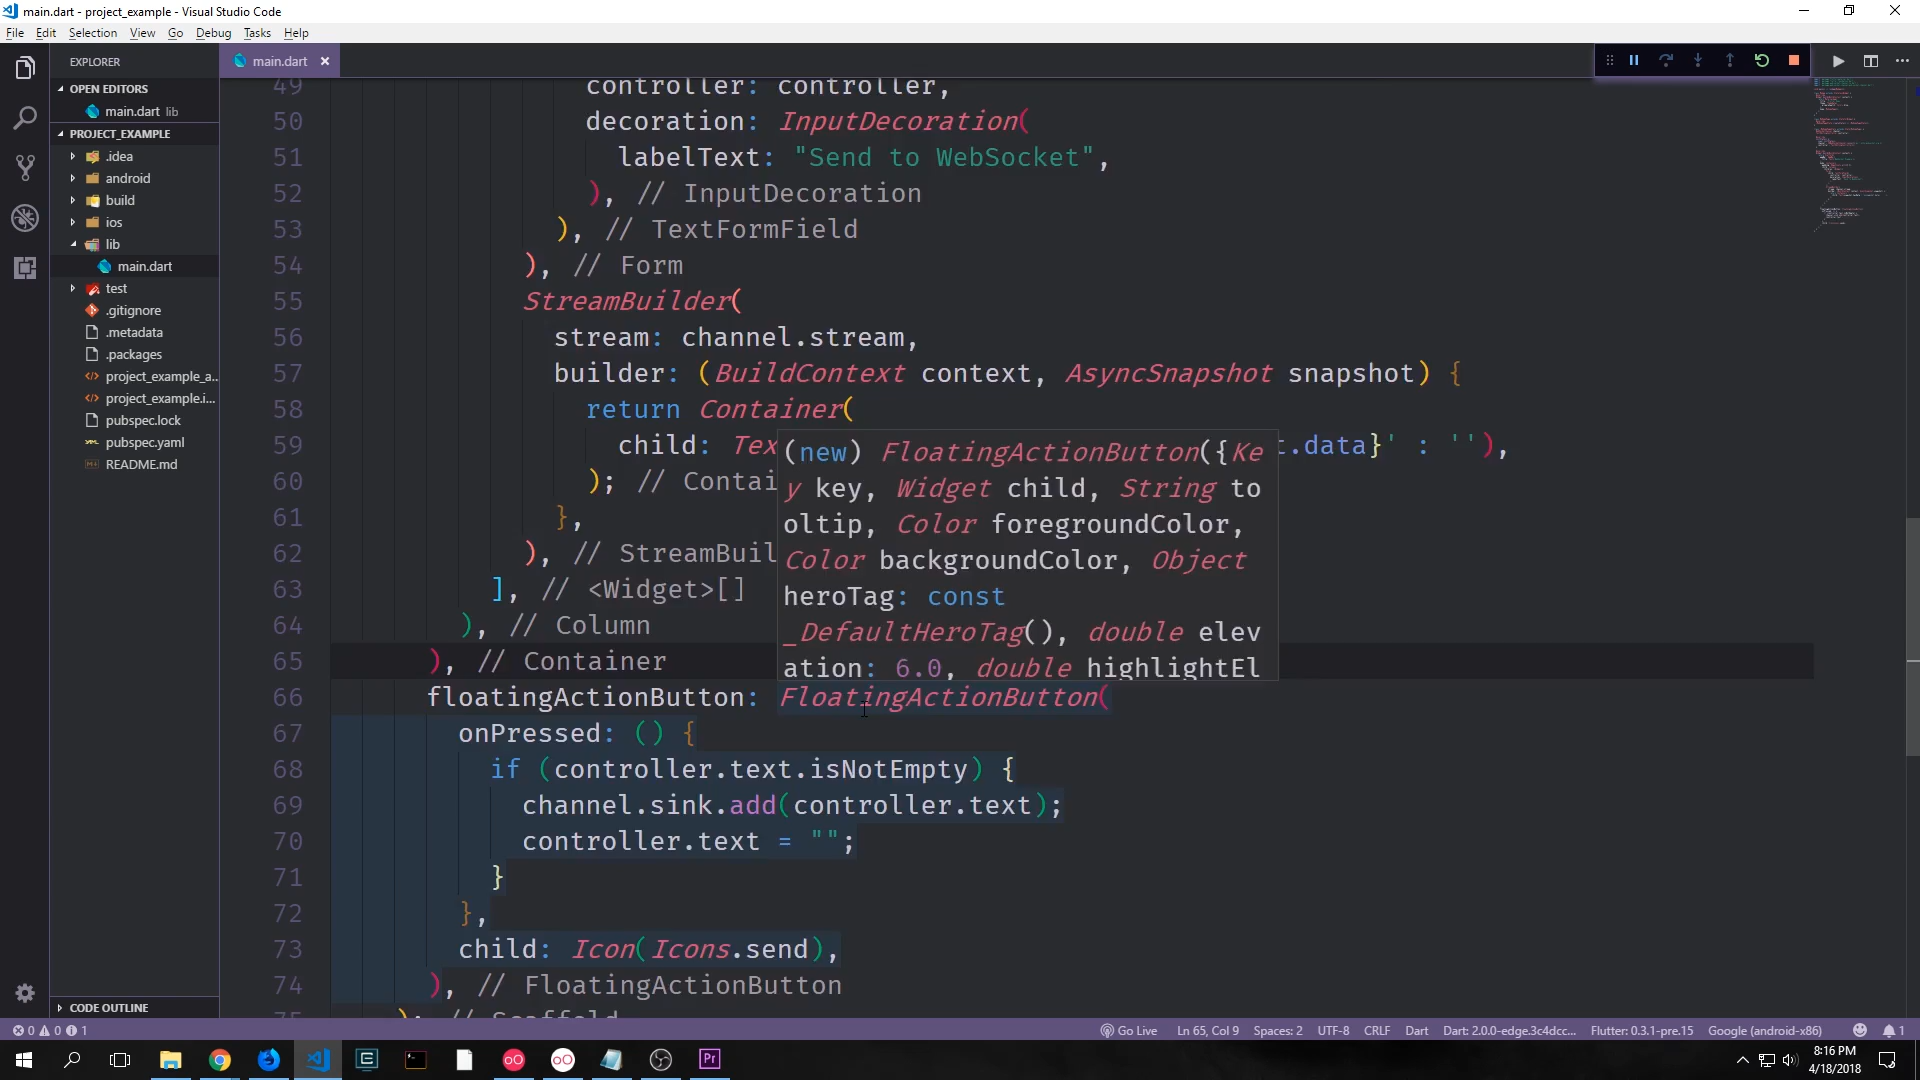 main.dart - project_example - Visual Studio Code
File Edit Selection View Go Debug Tasks Help
EXPLORER
main.dart ×
OPEN EDITORS
main.dart lib
PROJECT_EXAMPLE
.idea
android
build
ios
lib
main.dart
test
.gitignore
.metadata
.packages
project_example_a...
project_example.i...
pubspec.lock
pubspec.yaml
README.md
CODE OUTLINE
49 controller: controller,
50 decoration: InputDecoration(
51 labelText: "Send to WebSocket",
52 ), // InputDecoration
53 ), // TextFormField
54 ), // Form
55 StreamBuilder(
56 stream: channel.stream,
57 builder: (BuildContext context, AsyncSnapshot snapshot) {
58 return Container(
59 child: Tex t.data}' : ''),
60 ); // Contai
61 },
62 ), // StreamBuil
63 ], // <Widget>[]
64 ), // Column
65 ), // Container
66 floatingActionButton: FloatingActionButton(
67 onPressed: () {
68 if (controller.text.isNotEmpty) {
69 channel.sink.add(controller.text);
70 controller.text = "";
71 }
72 },
73 child: Icon(Icons.send),
74 ), // FloatingActionButton
75 ); // Scaffold
(new) FloatingActionButton({Ke
y key, Widget child, String to
oltip, Color foregroundColor,
Color backgroundColor, Object
heroTag: const
_DefaultHeroTag(), double elev
ation: 6.0, double highlightEl
0 0 1 Go Live Ln 65, Col 9 Spaces: 2 UTF-8 CRLF Dart Dart: 2.0.0-edge.3c4dcc... Flutter: 0.3.1-pre.15 Google (android-x86) 1
8:16 PM
4/18/2018